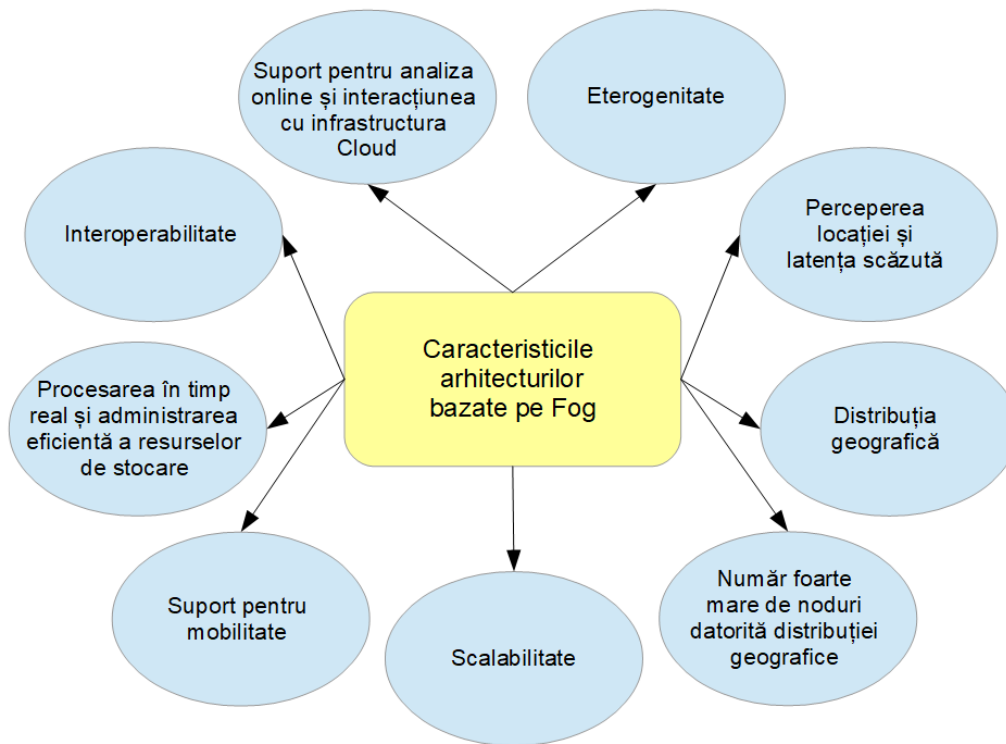 Suport pentru analiza
online și interacțiunea
cu infrastructura
Cloud
Eterogenitate
Interoperabilitate
Perceperea
locației și
latența scăzută
Caracteristicile
arhitecturilor
bazate pe Fog
Procesarea în timp
real și administrarea
eficientă a resurselor
de stocare
Distribuția
geografică
Suport pentru
mobilitate
Scalabilitate
Număr foarte
mare de noduri
datorită distribuției
geografice